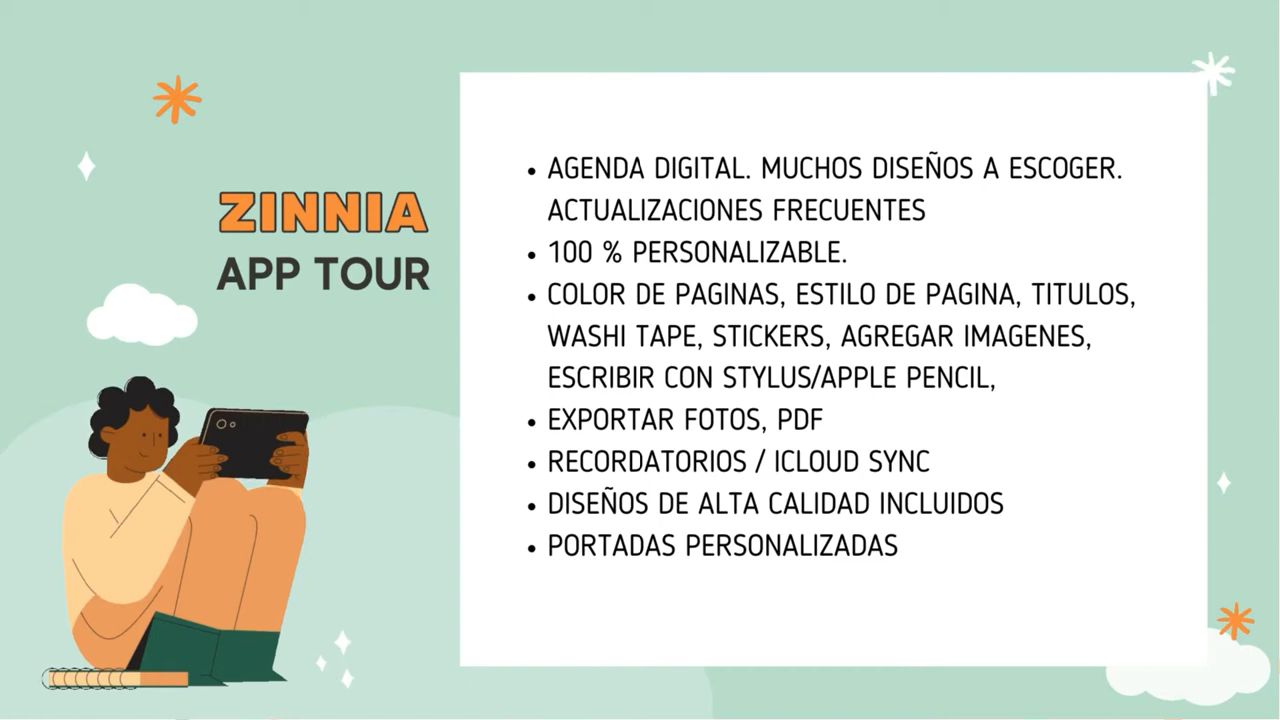 ZINNIA
APP TOUR
• AGENDA DIGITAL. MUCHOS DISEÑOS A ESCOGER.
ACTUALIZACIONES FRECUENTES
• 100 % PERSONALIZABLE.
• COLOR DE PAGINAS, ESTILO DE PAGINA, TITULOS,
WASHI TAPE, STICKERS, AGREGAR IMAGENES,
ESCRIBIR CON STYLUS/APPLE PENCIL,
• EXPORTAR FOTOS, PDF
• RECORDATORIOS / ICLOUD SYNC
• DISEÑOS DE ALTA CALIDAD INCLUIDOS
• PORTADAS PERSONALIZADAS